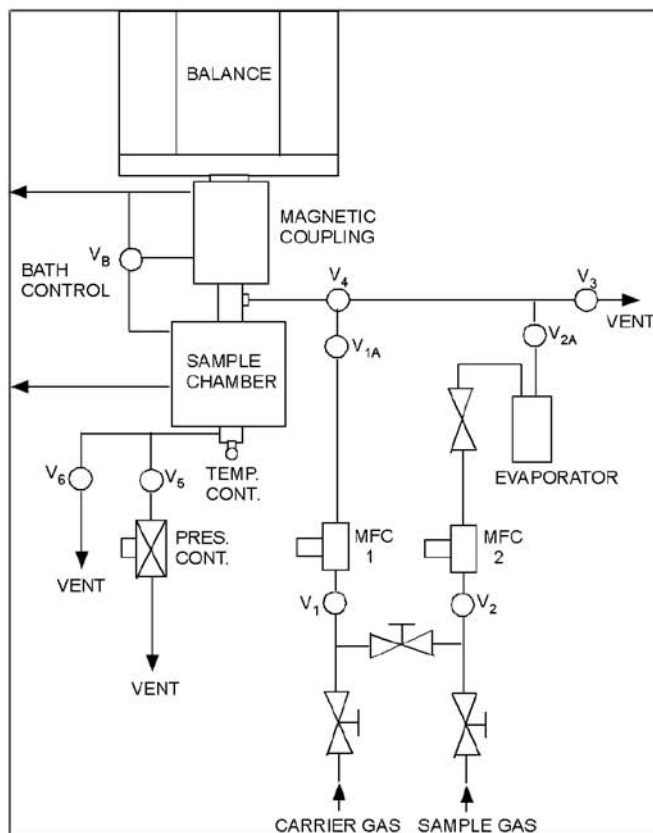 BALANCE
MAGNETIC
COUPLING
V_B
BATH
CONTROL
V_4
V_3
VENT
V_1A
V_2A
SAMPLE
CHAMBER
EVAPORATOR
TEMP.
CONT.
V_6
V_5
PRES.
CONT.
MFC
1
MFC
2
VENT
V_1
V_2
VENT
CARRIER GAS
SAMPLE GAS